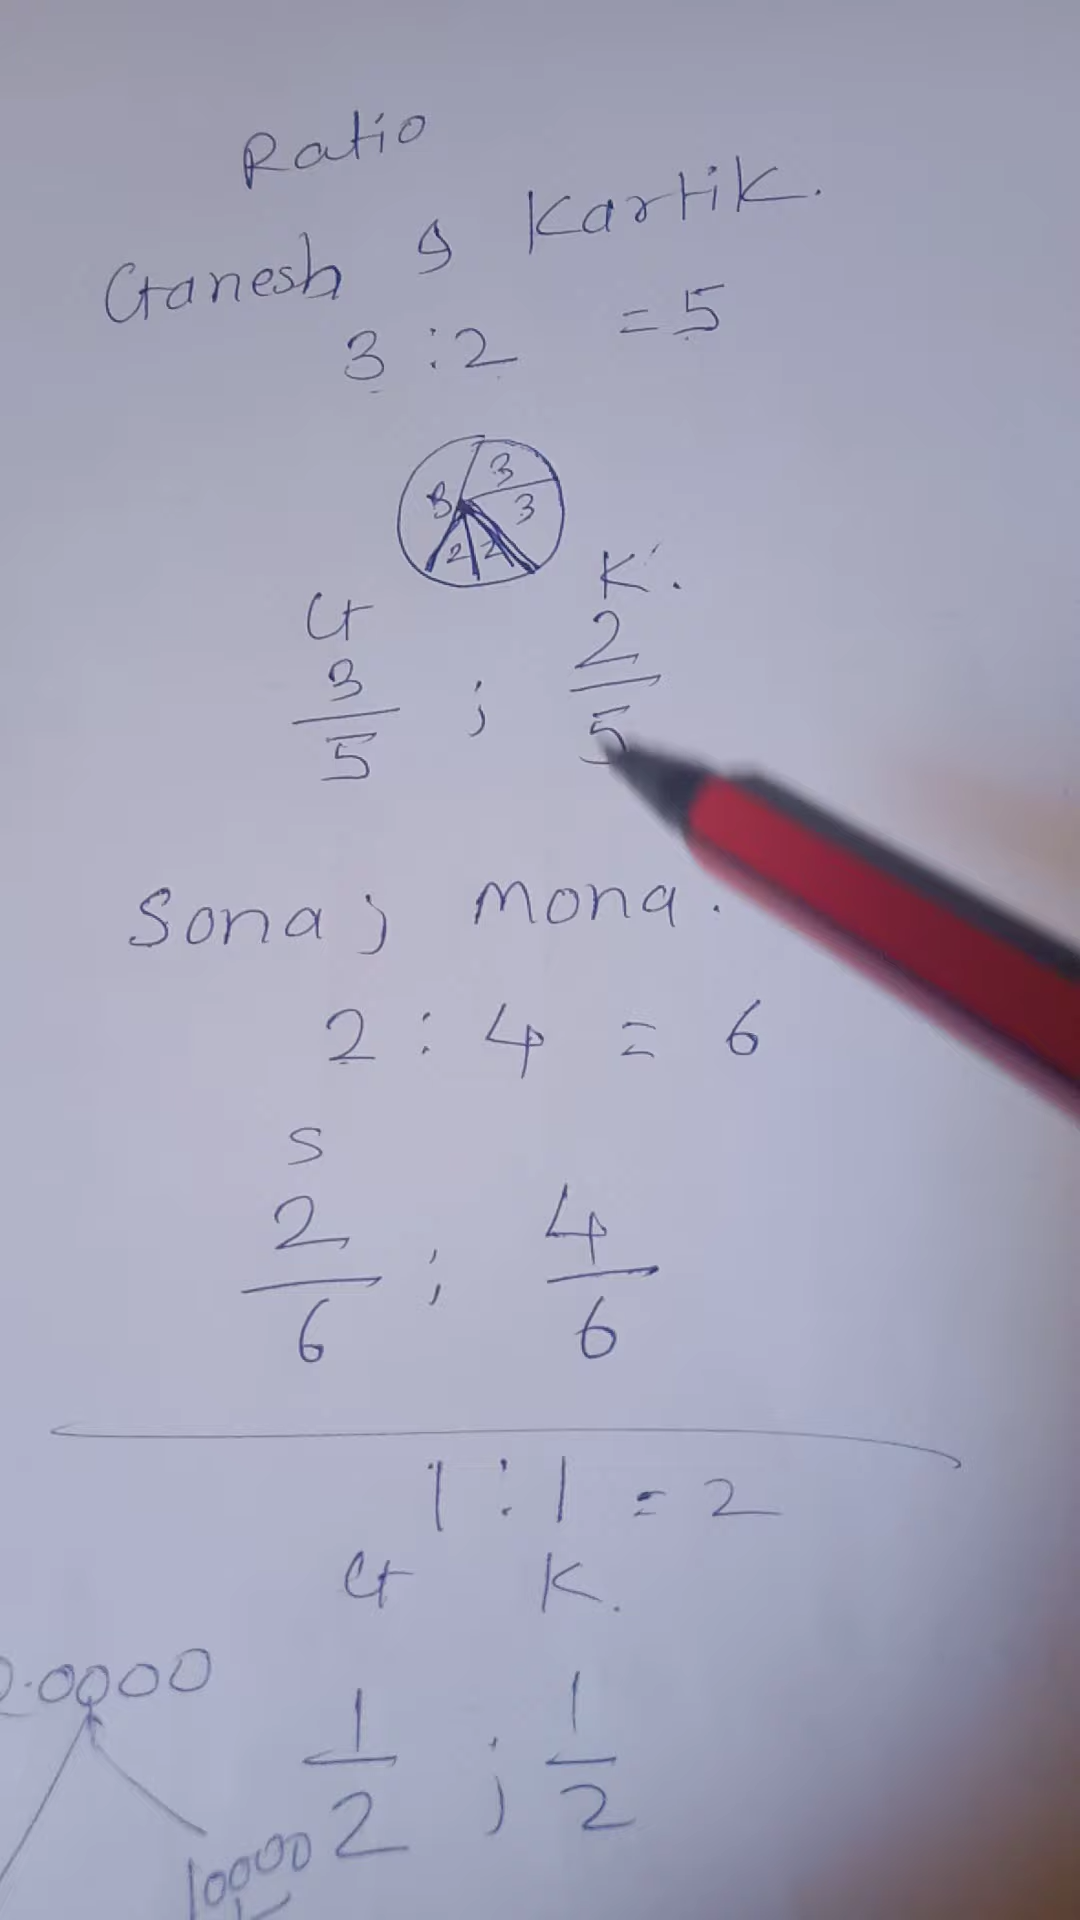 Ratio
Ganesh & Kartik.
3 : 2 = 5
3
3 3
2 2
G K.
3/5 ; 2/5
Sona ; Mona.
2 : 4 = 6
S
2/6 ; 4/6
1 : 1 = 2
G K.
1/2 ; 1/2
10000